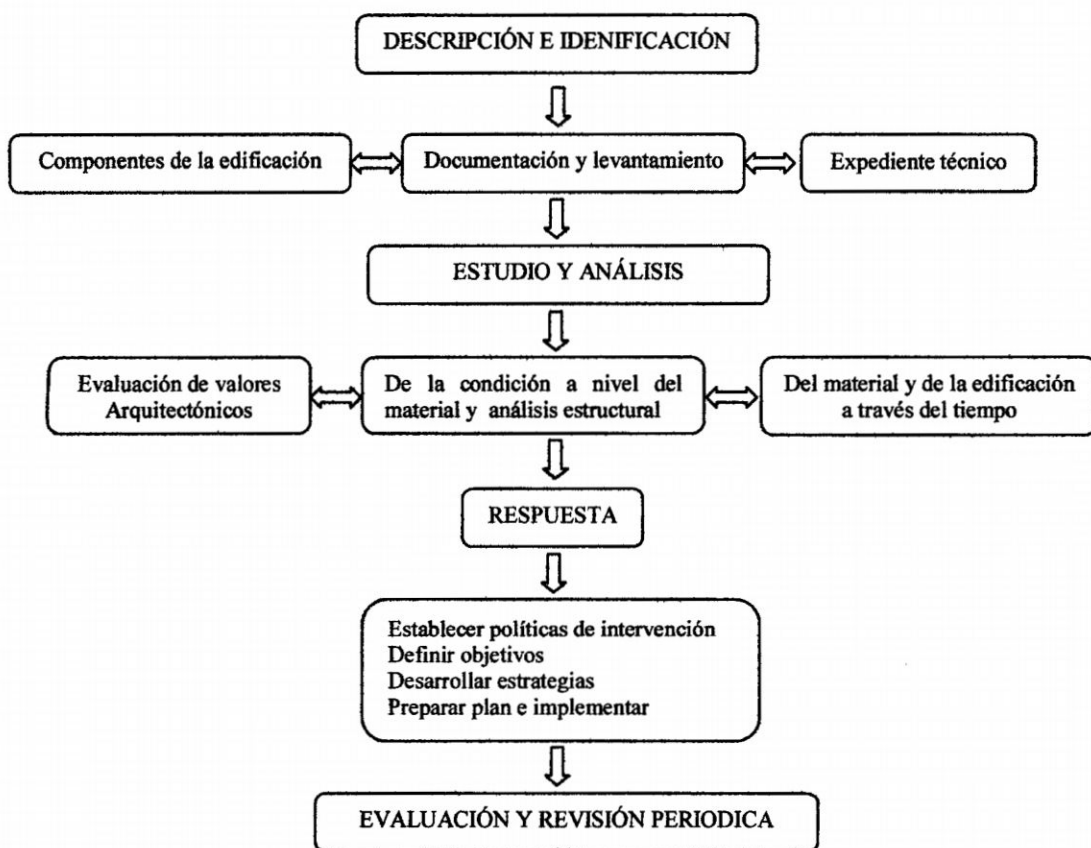 DESCRIPCIÓN E IDENIFICACIÓN
Componentes de la edificación
Documentación y levantamiento
Expediente técnico
ESTUDIO Y ANÁLISIS
Evaluación de valores
Arquitectónicos
De la condición a nivel del
material y análisis estructural
Del material y de la edificación
a través del tiempo
RESPUESTA
Establecer políticas de intervención
Definir objetivos
Desarrollar estrategias
Preparar plan e implementar
EVALUACIÓN Y REVISIÓN PERIODICA